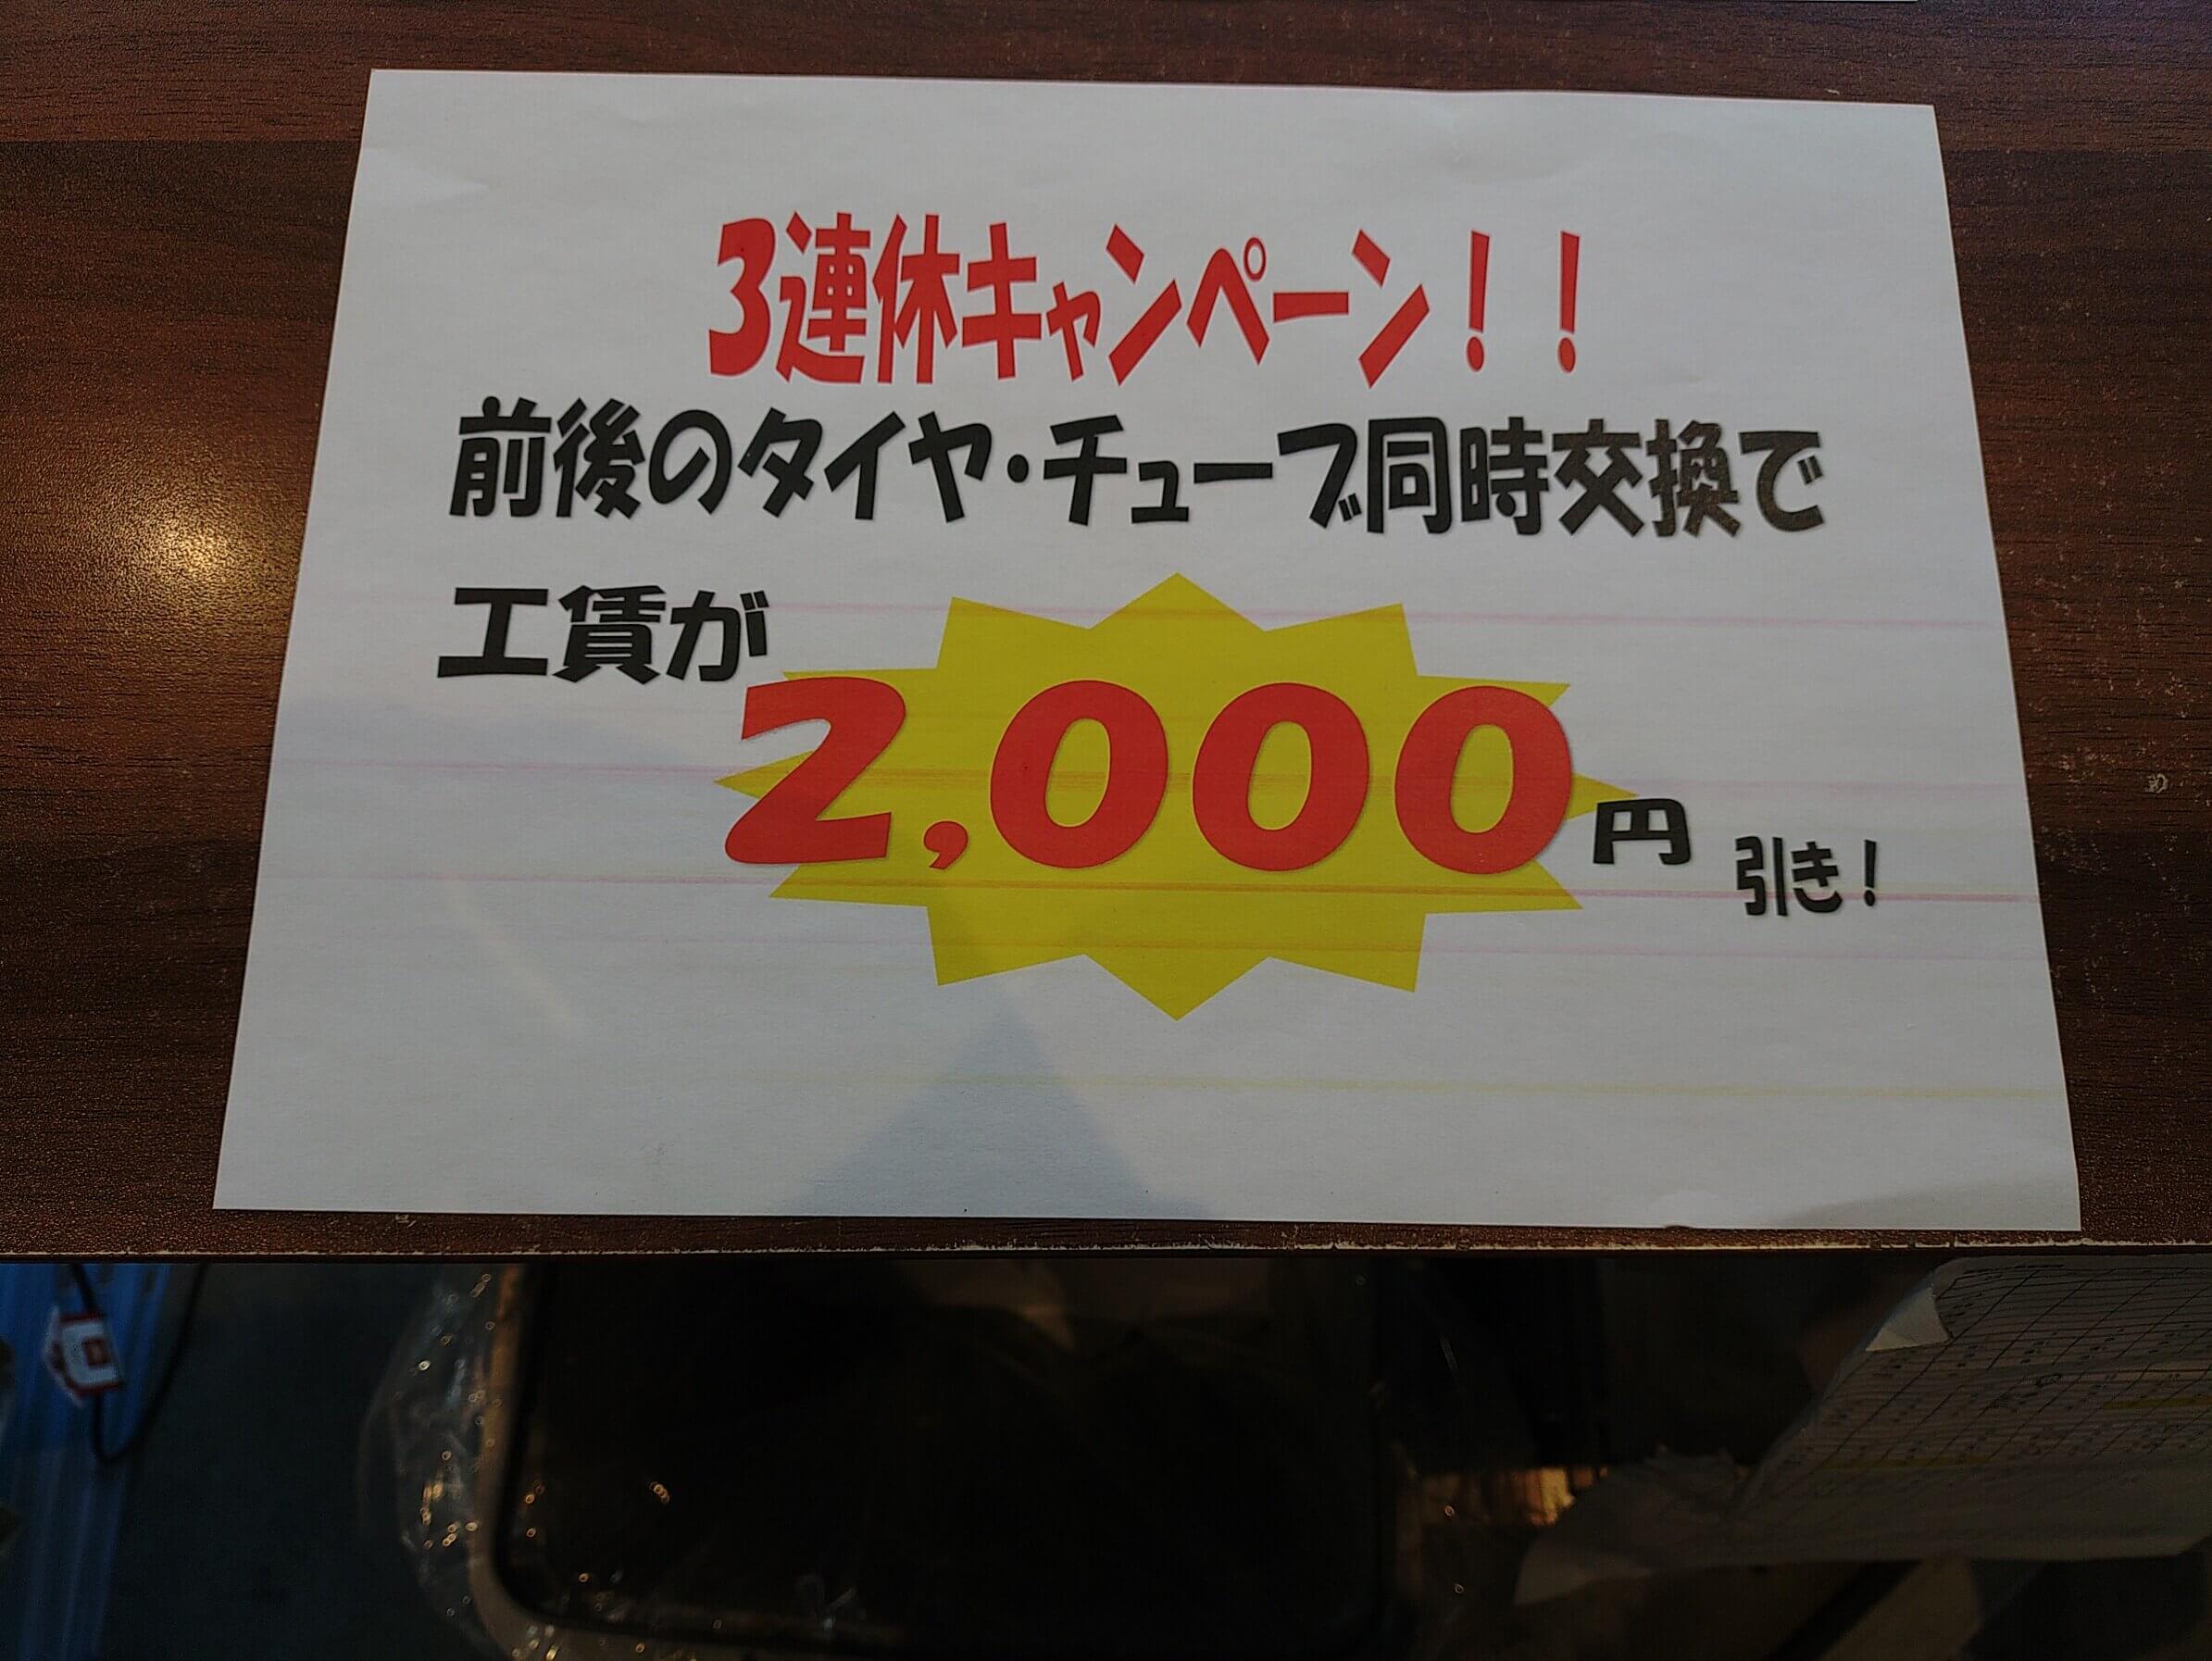 3連休キャンペーン！！
前後のタイヤ・チューブ同時交換で
工賃が
2,000円 引き！